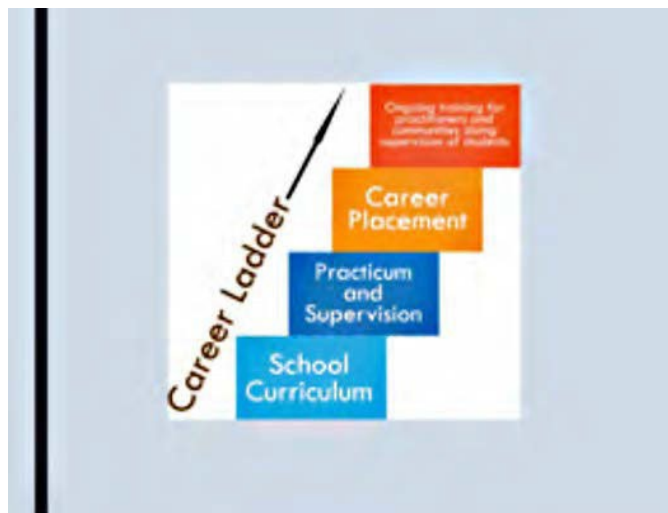 Ongoing training for
practitioners and
communities along
supervision of students
Career
Placement
Career Ladder
Practicum
and
Supervision
School
Curriculum